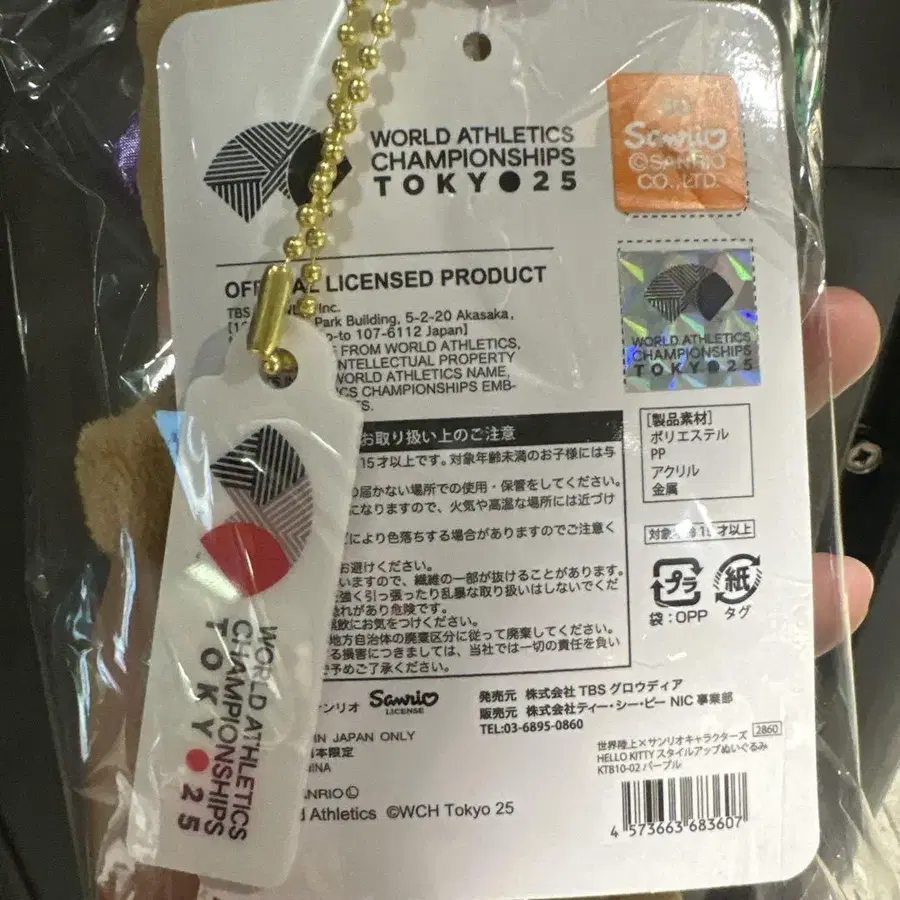 WORLD ATHLETICS
CHAMPIONSHIPS
TOKYO25
Sanrio
©SANRIO
CO.,LTD.
LICENSED PRODUCT
TBS Inc.
Park Building, 5-2-20 Akasaka,
107-6112 Japan】
FROM WORLD ATHLETICS,
INTELLECTUAL PROPERTY
WORLD ATHLETICS NAME,
CHAMPIONSHIPS EMB-
WORLD ATHLETICS
CHAMPIONSHIPS
TOKYO25
お取り扱い上のご注意
15才以上です。対象年齢未満のお子様には与
届かない場所での使用・保管をしてください。
になりますので、火気や高温な場所には近づけ
により色落ちする場合がありますのでご注意く
お避けください。
いますので、繊維の一部が抜けることがあります。
強く引っ張ったり乱暴な取り扱いはしないでくだ
恐れがあり危険です。
にお気をつけください。
地方自治体の廃棄区分に従って廃棄してください。
る損害につきましては、当社では一切の責任を負い
予めご了承ください。
[製品素材]
ポリエステル
PP
アクリル
金属
対象年齢15才以上
プラ
袋:OPP
紙
タグ
サンリオ
Sanrio
LICENSE
IN JAPAN ONLY
日本限定
発売元 株式会社TBSグロウディア
販売元 株式会社ティー・シー・ピー NIC事業部
TEL:03-6895-0860
世界陸上×サンリオキャラクターズ 2860
HELLO KITTY スタイルアップぬいぐるみ
KTB10-02 パープル
4 573663 683607
Athletics ©WCH Tokyo 25
WORLD ATHLETICS
CHAMPIONSHIPS
TOKYO25